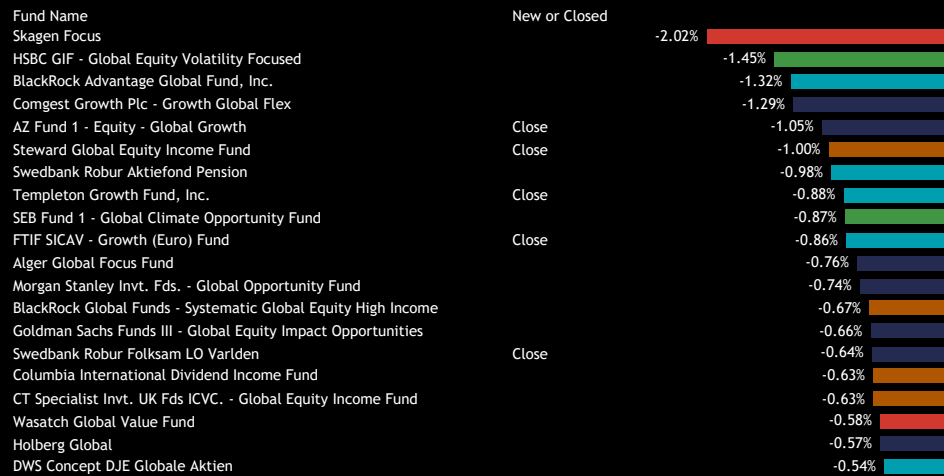 Fund Name New or Closed
Skagen Focus -2.02%
HSBC GIF - Global Equity Volatility Focused -1.45%
BlackRock Advantage Global Fund, Inc. -1.32%
Comgest Growth Plc - Growth Global Flex -1.29%
AZ Fund 1 - Equity - Global Growth Close -1.05%
Steward Global Equity Income Fund Close -1.00%
Swedbank Robur Aktiefond Pension -0.98%
Templeton Growth Fund, Inc. Close -0.88%
SEB Fund 1 - Global Climate Opportunity Fund -0.87%
FTIF SICAV - Growth (Euro) Fund Close -0.86%
Alger Global Focus Fund -0.76%
Morgan Stanley Invt. Fds. - Global Opportunity Fund -0.74%
BlackRock Global Funds - Systematic Global Equity High Income -0.67%
Goldman Sachs Funds III - Global Equity Impact Opportunities -0.66%
Swedbank Robur Folksam LO Varlden Close -0.64%
Columbia International Dividend Income Fund -0.63%
CT Specialist Invt. UK Fds ICVC. - Global Equity Income Fund -0.63%
Wasatch Global Value Fund -0.58%
Holberg Global -0.57%
DWS Concept DJE Globale Aktien -0.54%